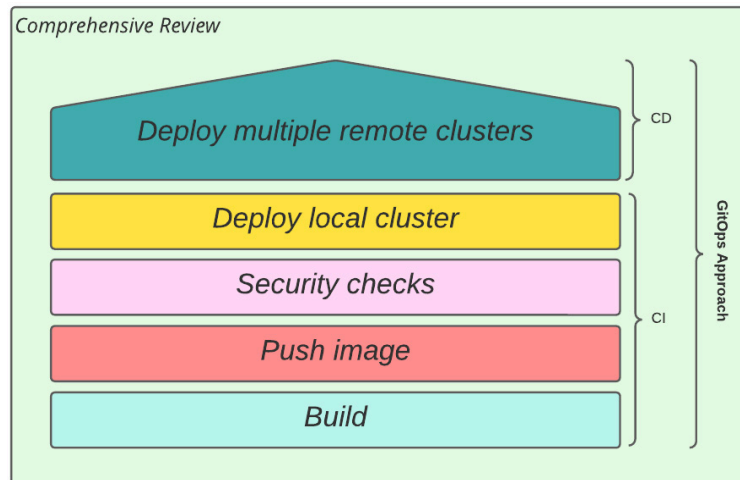 Comprehensive Review
Deploy multiple remote clusters
CD
Deploy local cluster
Security checks
CI
Push image
Build
GitOps Approach